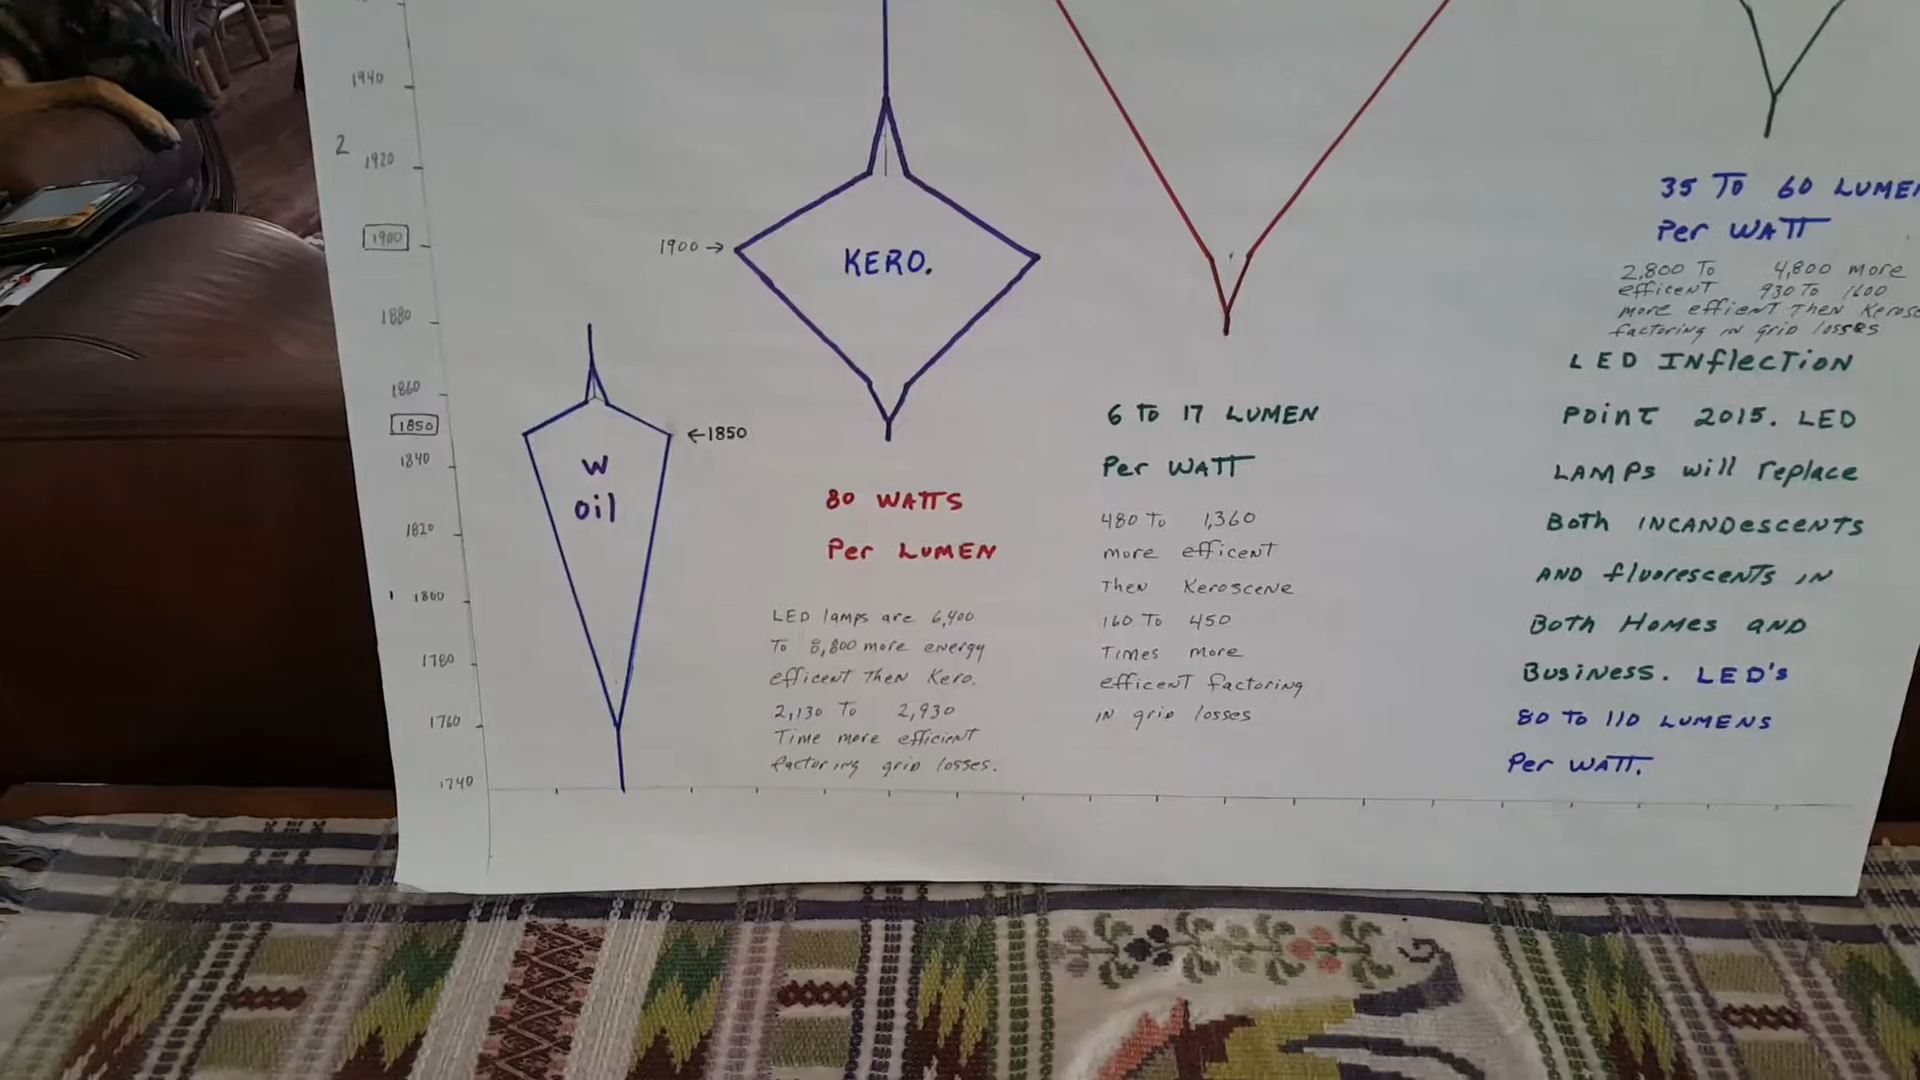 1940
2
1920
1900
1880
1860
1850
1840
1820
1 1800
1780
1760
1740
W
oil
←1850
1900→
KERO.
80 WATTS
Per LUMEN
LED lamps are 6,400
To 8,800 more energy
efficent Then Kero.
2,130 To 2,930
Time more efficient
factoring grid losses.
6 To 17 LUMEN
Per WATT
480 To 1,360
more efficent
Then Keroscene
160 To 450
Times more
efficent factoring
in grid losses
35 To 60 LUMEN
Per WATT
2,800 To 4,800 more
efficent 930 To 1600
more effient Then Kerosc
factoring in grid losses
LED INflecTION
POINT 2015. LED
LAMPs will replace
Both INCANDescents
AND fluorescents IN
Both Homes AND
Business. LED's
80 To 110 LUMENS
Per WATT.